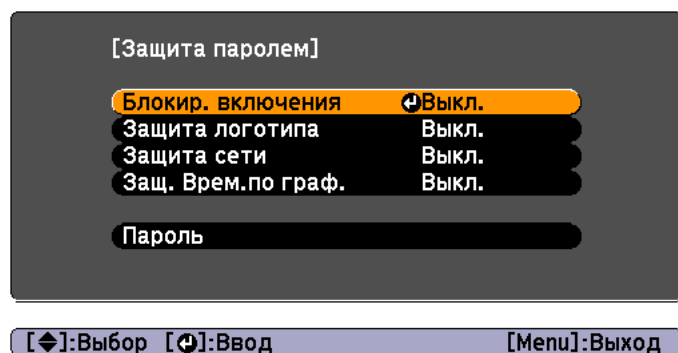 [Защита паролем]
Блокир. включения Выкл.
Защита логотипа Выкл.
Защита сети Выкл.
Защ. Врем.по граф. Выкл.
Пароль
[◆]:Выбор [↵]:Ввод [Menu]:Выход